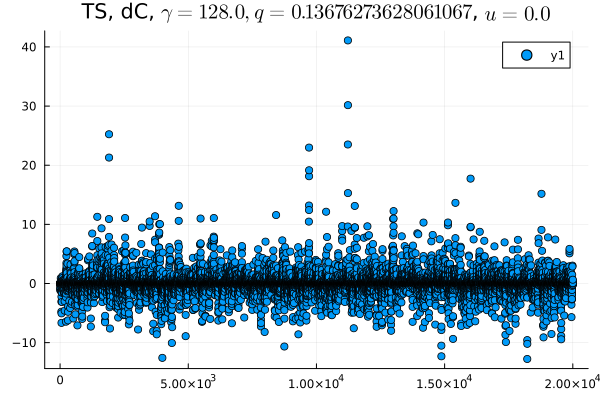 TS, dC, γ = 128.0, q = 0.13676273628061067, u = 0.0
y1
40
30
20
10
0
−10
0 5.00×10³ 1.00×10⁴ 1.50×10⁴ 2.00×10⁴